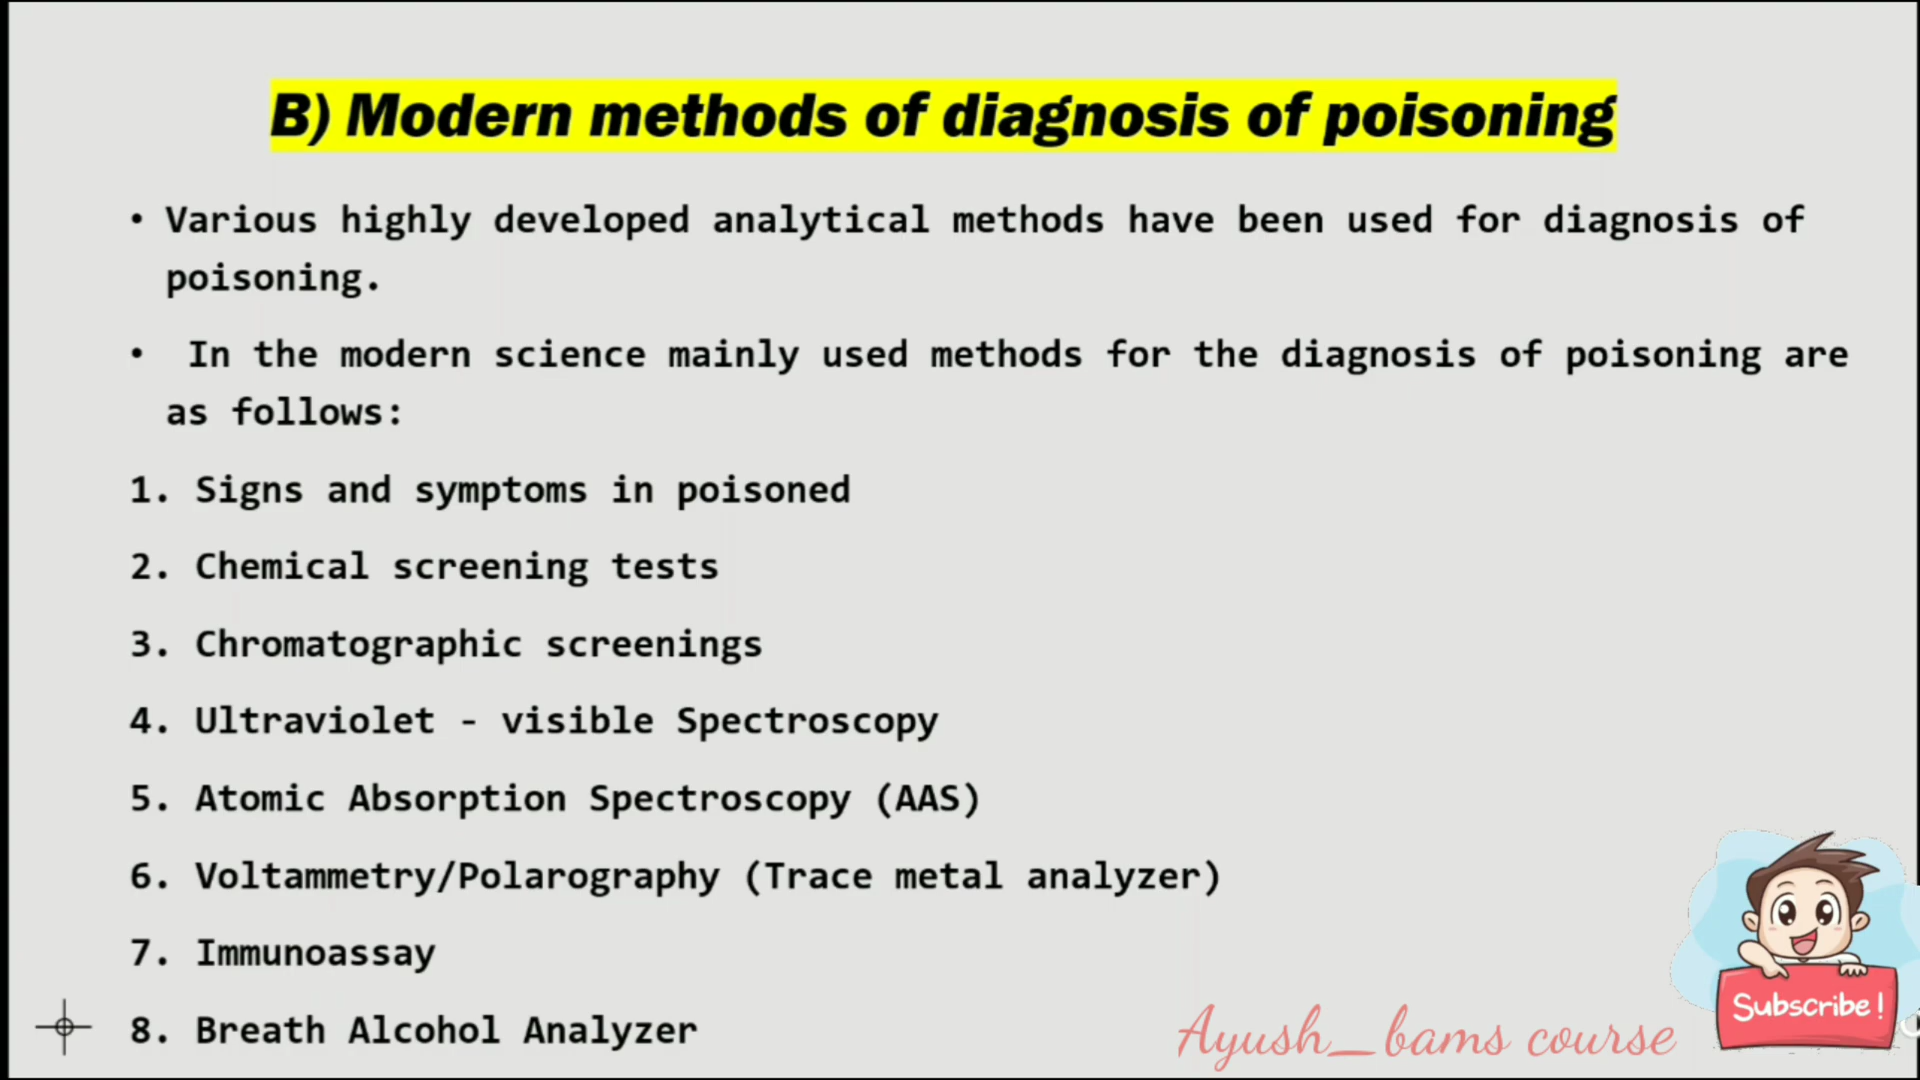 B) Modern methods of diagnosis of poisoning
• Various highly developed analytical methods have been used for diagnosis of
poisoning.
• In the modern science mainly used methods for the diagnosis of poisoning are
as follows:
1. Signs and symptoms in poisoned
2. Chemical screening tests
3. Chromatographic screenings
4. Ultraviolet - visible Spectroscopy
5. Atomic Absorption Spectroscopy (AAS)
6. Voltammetry/Polarography (Trace metal analyzer)
7. Immunoassay
8. Breath Alcohol Analyzer
Ayush_bams course
Subscribe!